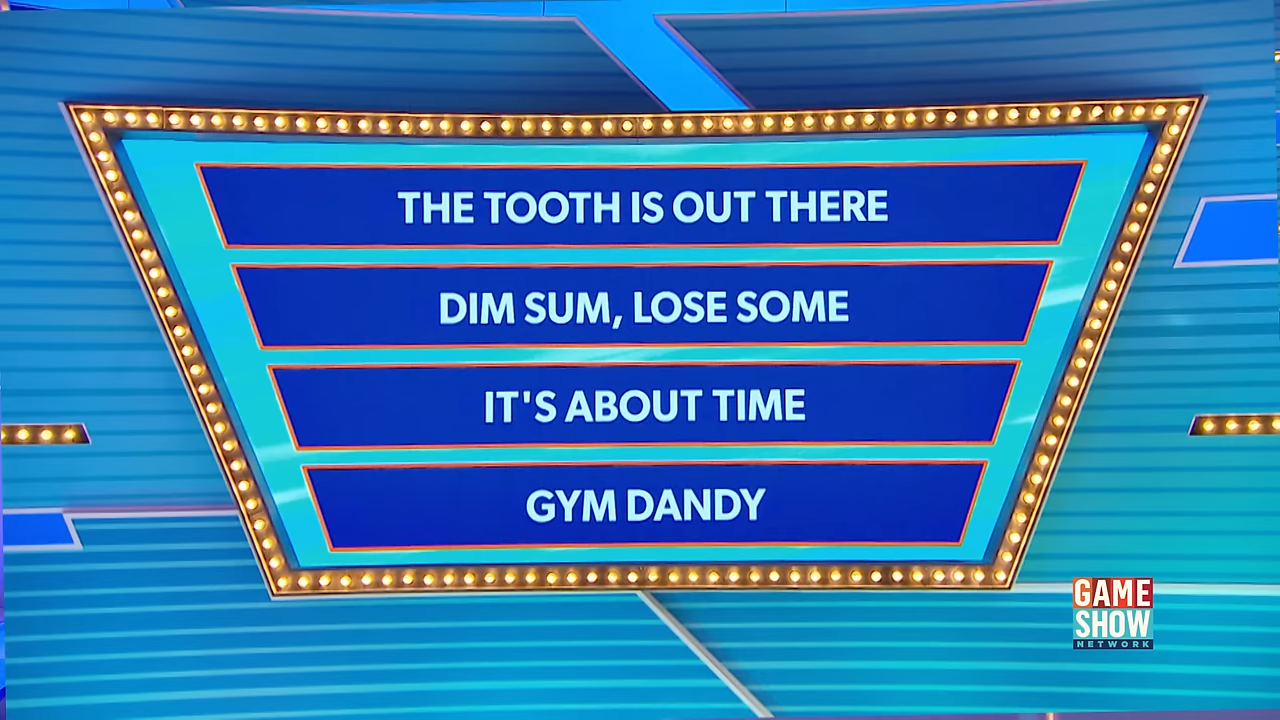 THE TOOTH IS OUT THERE
DIM SUM, LOSE SOME
IT'S ABOUT TIME
GYM DANDY
GAME
SHOW
NETWORK